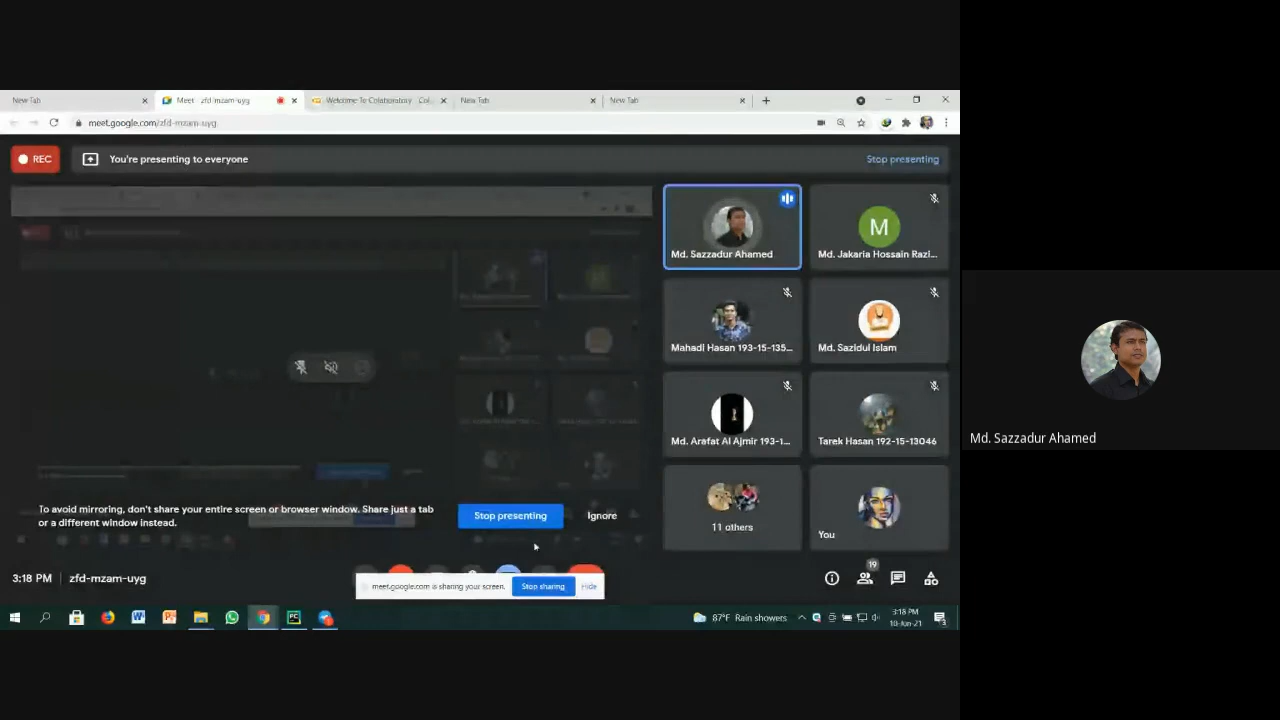 New Tab
Meet - zfd-mzam-uyg
Welcome To Colaboratory - Col...
New Tab
New Tab
meet.google.com/zfd-mzam-uyg
REC
You're presenting to everyone
Stop presenting
Md. Sazzadur Ahamed
M
Md. Jakaria Hossain Razi...
Mahadi Hasan 193-15-135...
Md. Sazidul Islam
Md. Arafat Al Ajmir 193-1...
Tarek Hasan 192-15-13046
To avoid mirroring, don't share your entire screen or browser window. Share just a tab
or a different window instead.
Stop presenting
Ignore
11 others
You
3:18 PM
zfd-mzam-uyg
19
meet.google.com is sharing your screen.
Stop sharing
Hide
87°F Rain showers
3:18 PM
10-Jun-21
Md. Sazzadur Ahamed